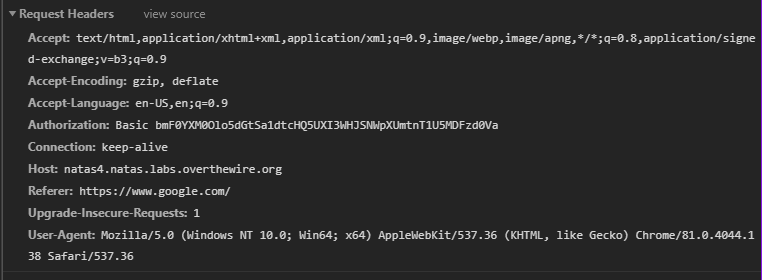 Request Headers view source
Accept: text/html,application/xhtml+xml,application/xml;q=0.9,image/webp,image/apng,*/*;q=0.8,application/signe
d-exchange;v=b3;q=0.9
Accept-Encoding: gzip, deflate
Accept-Language: en-US,en;q=0.9
Authorization: Basic bmF0YXM0Olo5dGtSa1dtcHQ5UXI3WHJSNWpXUmtnT1U5MDFzd0Va
Connection: keep-alive
Host: natas4.natas.labs.overthewire.org
Referer: https://www.google.com/
Upgrade-Insecure-Requests: 1
User-Agent: Mozilla/5.0 (Windows NT 10.0; Win64; x64) AppleWebKit/537.36 (KHTML, like Gecko) Chrome/81.0.4044.1
38 Safari/537.36